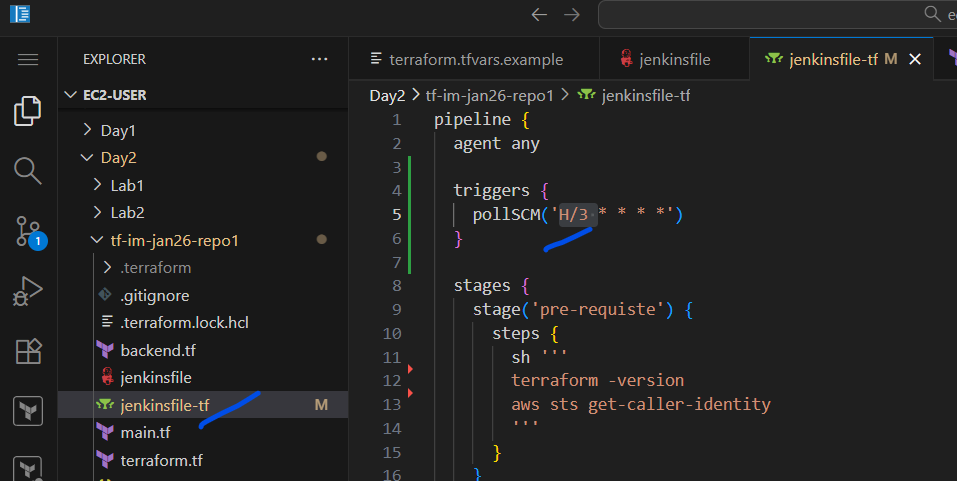 e
EXPLORER
EC2-USER
Day1
Day2
Lab1
Lab2
tf-im-jan26-repo1
.terraform
.gitignore
.terraform.lock.hcl
backend.tf
jenkinsfile
jenkinsfile-tf M
main.tf
terraform.tf
1
terraform.tfvars.example jenkinsfile jenkinsfile-tf M
Day2 > tf-im-jan26-repo1 > jenkinsfile-tf
1 pipeline {
2 agent any
3
4 triggers {
5 pollSCM('H/3 * * * *')
6 }
7
8 stages {
9 stage('pre-requiste') {
10 steps {
11 sh '''
12 terraform -version
13 aws sts get-caller-identity
14 '''
15 }
16 }